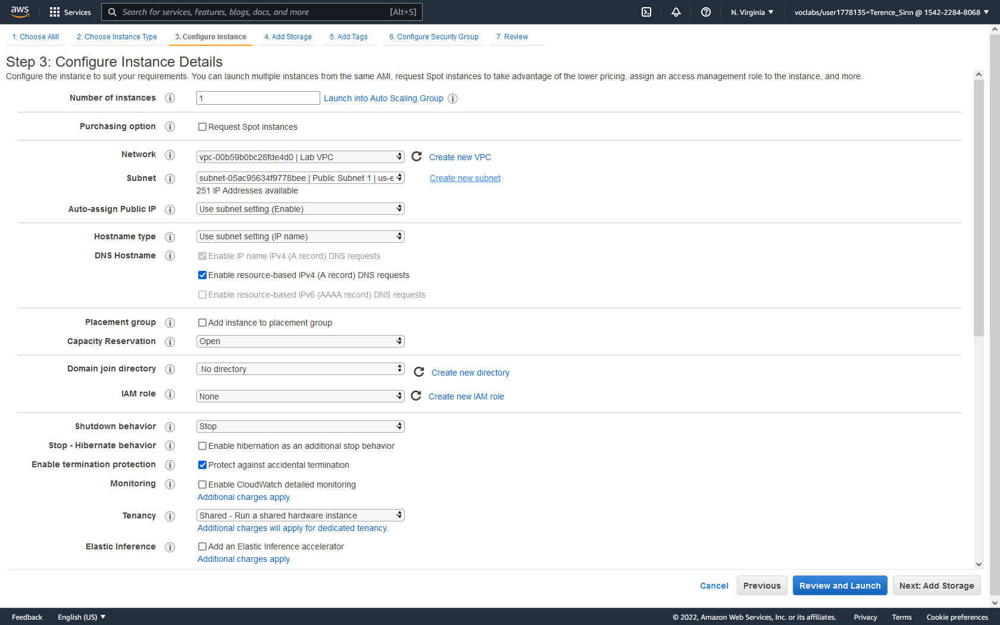 aws Services Search for services, features, blogs, docs, and more [Alt+S] N. Virginia ▼ voclabs/user1778135=Terence_Sinn @ 1542-2284-8068 ▼
1. Choose AMI 2. Choose Instance Type 3. Configure Instance 4. Add Storage 5. Add Tags 6. Configure Security Group 7. Review
Step 3: Configure Instance Details
Configure the instance to suit your requirements. You can launch multiple instances from the same AMI, request Spot instances to take advantage of the lower pricing, assign an access management role to the instance, and more.
Number of instances i 1 Launch into Auto Scaling Group i
Purchasing option i Request Spot instances
Network i vpc-00b59b0bc28fde4d0 | Lab VPC Create new VPC
Subnet i subnet-05ac95634f9778bee | Public Subnet 1 | us-e Create new subnet
251 IP Addresses available
Auto-assign Public IP i Use subnet setting (Enable)
Hostname type i Use subnet setting (IP name)
DNS Hostname i Enable IP name IPv4 (A record) DNS requests
Enable resource-based IPv4 (A record) DNS requests
Enable resource-based IPv6 (AAAA record) DNS requests
Placement group i Add instance to placement group
Capacity Reservation i Open
Domain join directory i No directory Create new directory
IAM role i None Create new IAM role
Shutdown behavior i Stop
Stop - Hibernate behavior i Enable hibernation as an additional stop behavior
Enable termination protection i Protect against accidental termination
Monitoring i Enable CloudWatch detailed monitoring
Additional charges apply.
Tenancy i Shared - Run a shared hardware instance
Additional charges will apply for dedicated tenancy.
Elastic Inference i Add an Elastic Inference accelerator
Additional charges apply.
Cancel Previous Review and Launch Next: Add Storage
Feedback English (US) ▼ © 2022, Amazon Web Services, Inc. or its affiliates. Privacy Terms Cookie preferences